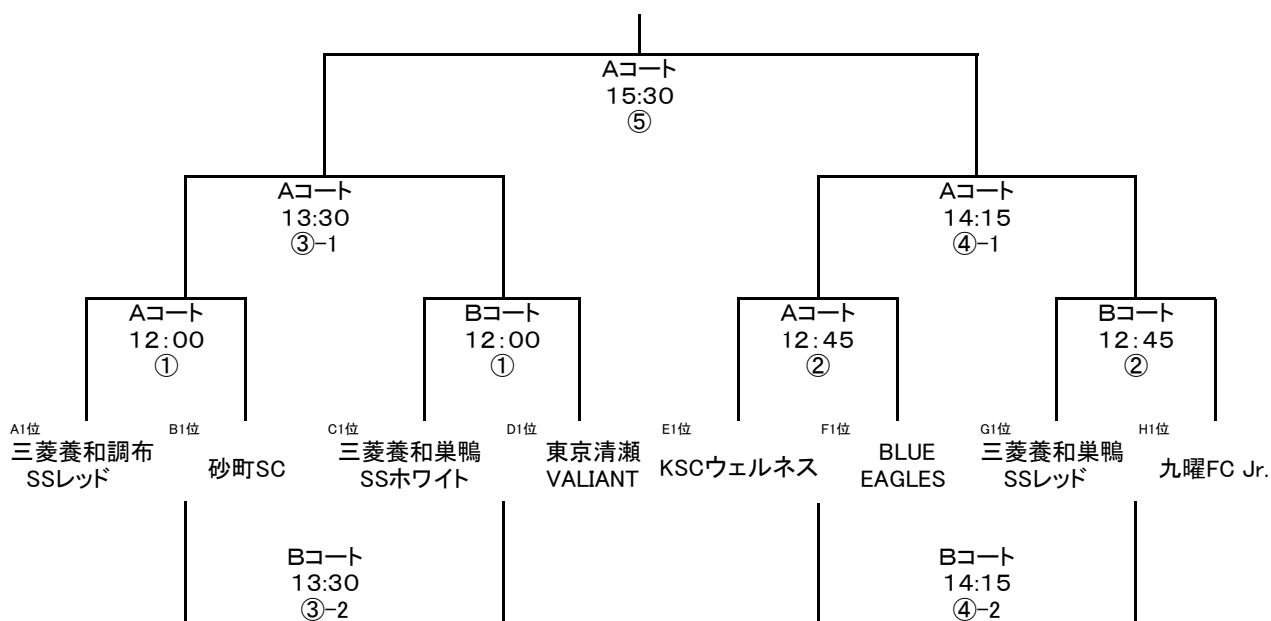 Aコート
15:30
⑤
Aコート
13:30
③-1
Aコート
14:15
④-1
Aコート
12:00
①
Bコート
12:00
①
Aコート
12:45
②
Bコート
12:45
②
A1位
三菱養和調布
SSレッド
B1位
砂町SC
C1位
三菱養和巣鴨
SSホワイト
D1位
東京清瀬
VALIANT
E1位
KSCウェルネス
F1位
BLUE
EAGLES
G1位
三菱養和巣鴨
SSレッド
H1位
九曜FC Jr.
Bコート
13:30
③-2
Bコート
14:15
④-2